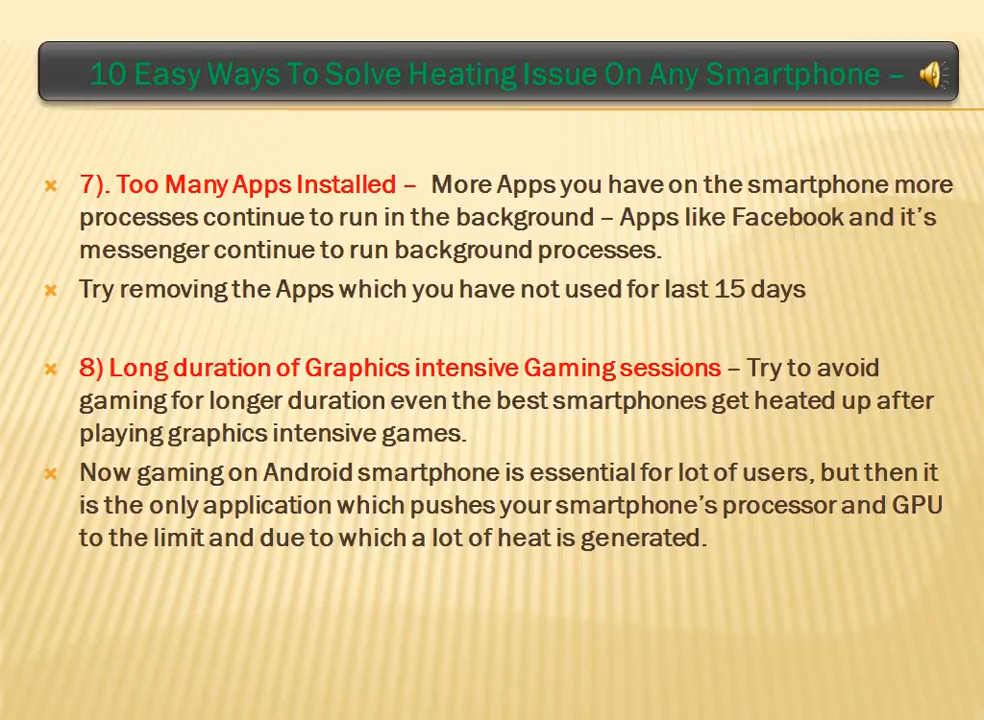 10 Easy Ways To Solve Heating Issue On Any Smartphone –
7). Too Many Apps Installed – More Apps you have on the smartphone more
processes continue to run in the background – Apps like Facebook and it’s
messenger continue to run background processes.
Try removing the Apps which you have not used for last 15 days
8) Long duration of Graphics intensive Gaming sessions – Try to avoid
gaming for longer duration even the best smartphones get heated up after
playing graphics intensive games.
Now gaming on Android smartphone is essential for lot of users, but then it
is the only application which pushes your smartphone’s processor and GPU
to the limit and due to which a lot of heat is generated.